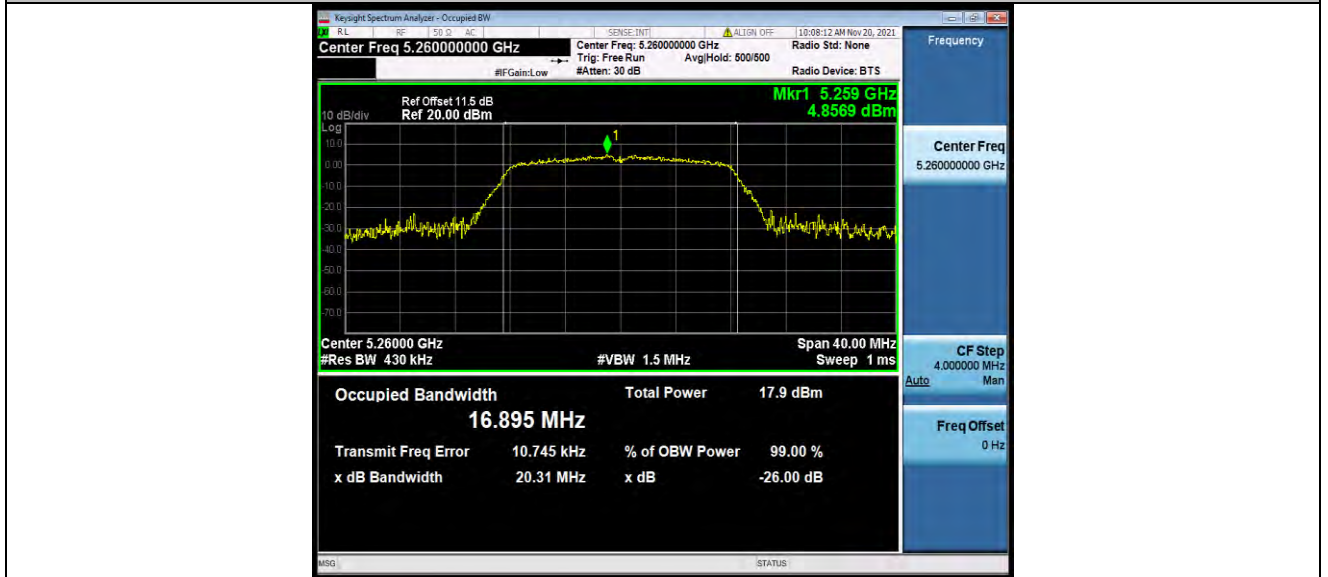 Keysight Spectrum Analyzer - Occupied BW
RL RF 50 Ω AC SENSE:INT ALIGN OFF 10:08:12 AM Nov 20, 2021
Center Freq 5.260000000 GHz
Center Freq: 5.260000000 GHz
Radio Std: None
Trig: Free Run Avg|Hold: 500/500
#IFGain:Low
#Atten: 30 dB
Radio Device: BTS
Frequency
Mkr1 5.259 GHz
4.8569 dBm
Ref Offset 11.5 dB
10 dB/div Ref 20.00 dBm
Log
10.0
0.00
-10.0
-20.0
-30.0
-40.0
-50.0
-60.0
-70.0
1
Center Freq
5.260000000 GHz
Center 5.26000 GHz Span 40.00 MHz
#Res BW 430 kHz #VBW 1.5 MHz Sweep 1 ms
CF Step
4.000000 MHz
Auto Man
Freq Offset
0 Hz
Occupied Bandwidth Total Power 17.9 dBm
16.895 MHz
Transmit Freq Error 10.745 kHz % of OBW Power 99.00 %
x dB Bandwidth 20.31 MHz x dB -26.00 dB
MSG STATUS